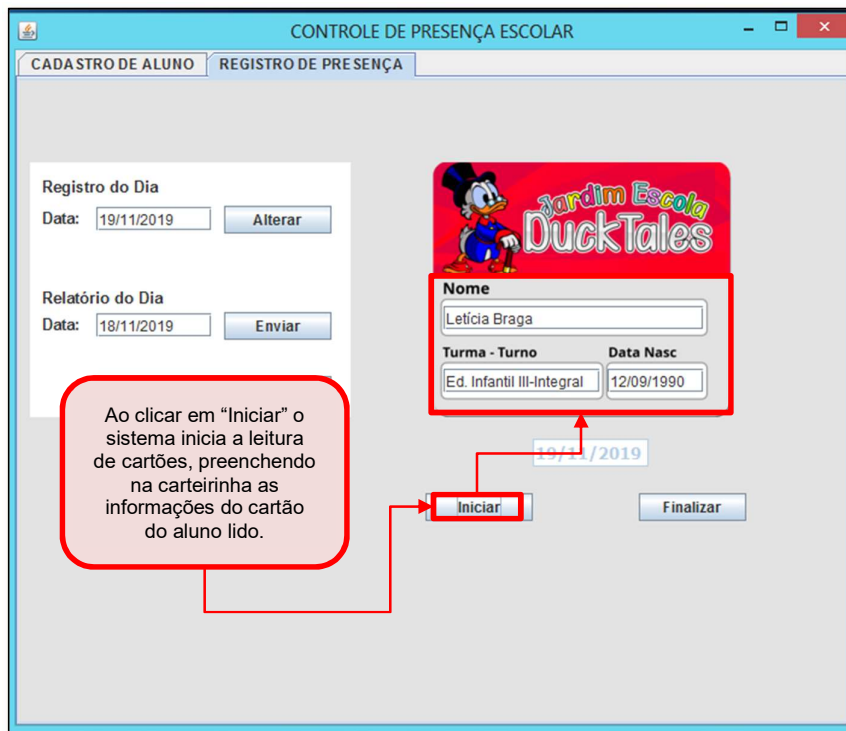 CONTROLE DE PRESENÇA ESCOLAR
CADASTRO DE ALUNO
REGISTRO DE PRESENÇA
Registro do Dia
Data: 19/11/2019 Alterar
Relatório do Dia
Data: 18/11/2019 Enviar
Jardim Escola
DuckTales
Nome
Letícia Braga
Turma - Turno Data Nasc
Ed. Infantil III-Integral 12/09/1990
19/11/2019
Iniciar Finalizar
Ao clicar em “Iniciar” o
sistema inicia a leitura
de cartões, preenchendo
na carteirinha as
informações do cartão
do aluno lido.